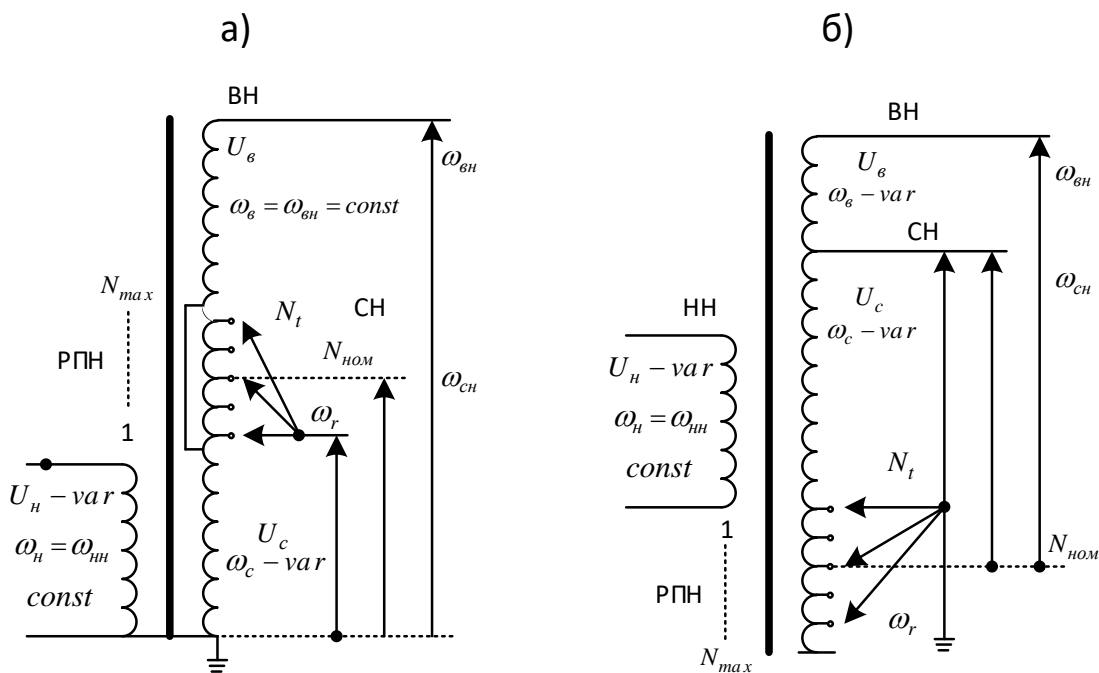 а)
ВН
U_в
ω_вн
ω_в = ω_вн = const
N_max
СН
N_t
N_ном
РПН
ω_сн
1
ω_r
U_н − var
ω_н = ω_нн
const
U_с
ω_с − var
б)
ВН
U_в
ω_в − var
ω_вн
СН
ω_сн
НН
U_с
ω_с − var
U_н − var
ω_н = ω_нн
const
N_t
1
N_ном
РПН
ω_r
N_max